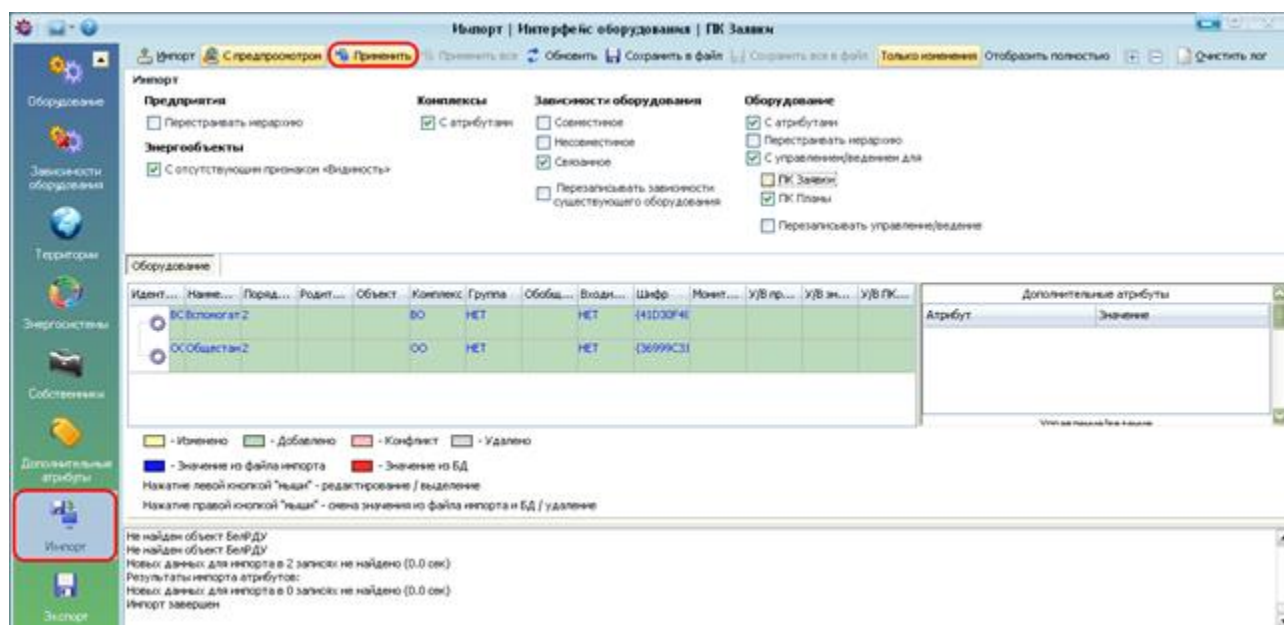 Импорт | Интерфейс оборудования | ПК Заявки
Импорт С предпросмотром Применить Применить все Обновить Сохранить в файл Сохранить все в файл Только изменения Отобразить полностью Очистить лог
Импорт
Предприятия Комплексы Зависимости оборудования Оборудование
Перестраивать иерархию С атрибутами Совместимое С атрибутами
Энергообъекты Несовместимое Перестраивать иерархию
С отсутствующим признаком «Видимость» Связанное С управлением/ведением для
ПК Заявки
Перезаписывать зависимости существующего оборудования ПК Планы
Перезаписывать управление/ведение
Оборудование
Зависимости оборудования
Территории
Энергосистемы
Собственники
Дополнительные атрибуты
Импорт
Экспорт
Оборудование
Идент... Наиме... Поряд... Родит... Объект Комплекс Группа Обобщ... Входи... Шифр Монит... У/В пр... У/В эн... У/В ПК... Дополнительные атрибуты
Атрибут Значение
ВС Вспомогат 2 ВО НЕТ НЕТ {41D30F40
ОС Общестан 2 ОО НЕТ НЕТ {36999C31
- Изменено - Добавлено - Конфликт - Удалено
- Значение из файла импорта - Значение из БД
Нажатие левой кнопкой "мыши" - редактирование / выделение
Нажатие правой кнопкой "мыши" - смена значения из файла импорта и БД / удаление
Не найден объект БелРДУ
Не найден объект БелРДУ
Новых данных для импорта в 2 записях не найдено (0.0 сек)
Результаты импорта атрибутов:
Новых данных для импорта в 0 записях не найдено (0.0 сек)
Импорт завершен